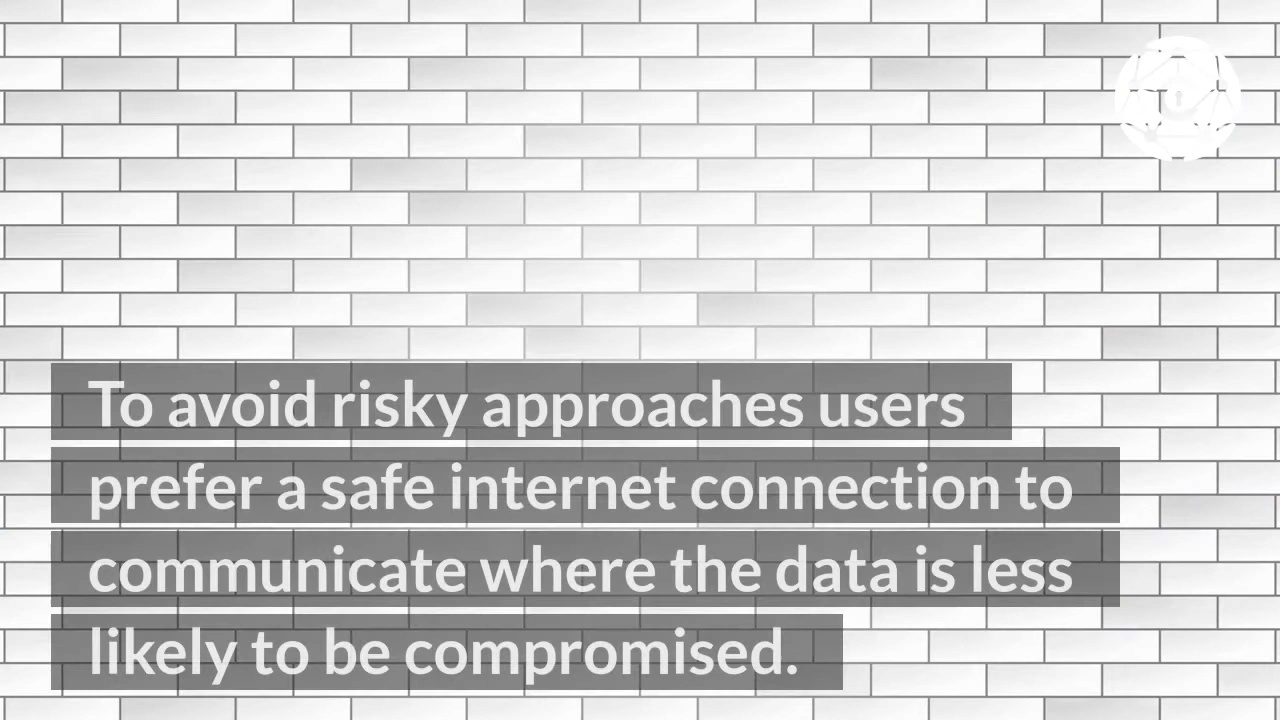 To avoid risky approaches users
prefer a safe internet connection to
communicate where the data is less
likely to be compromised.